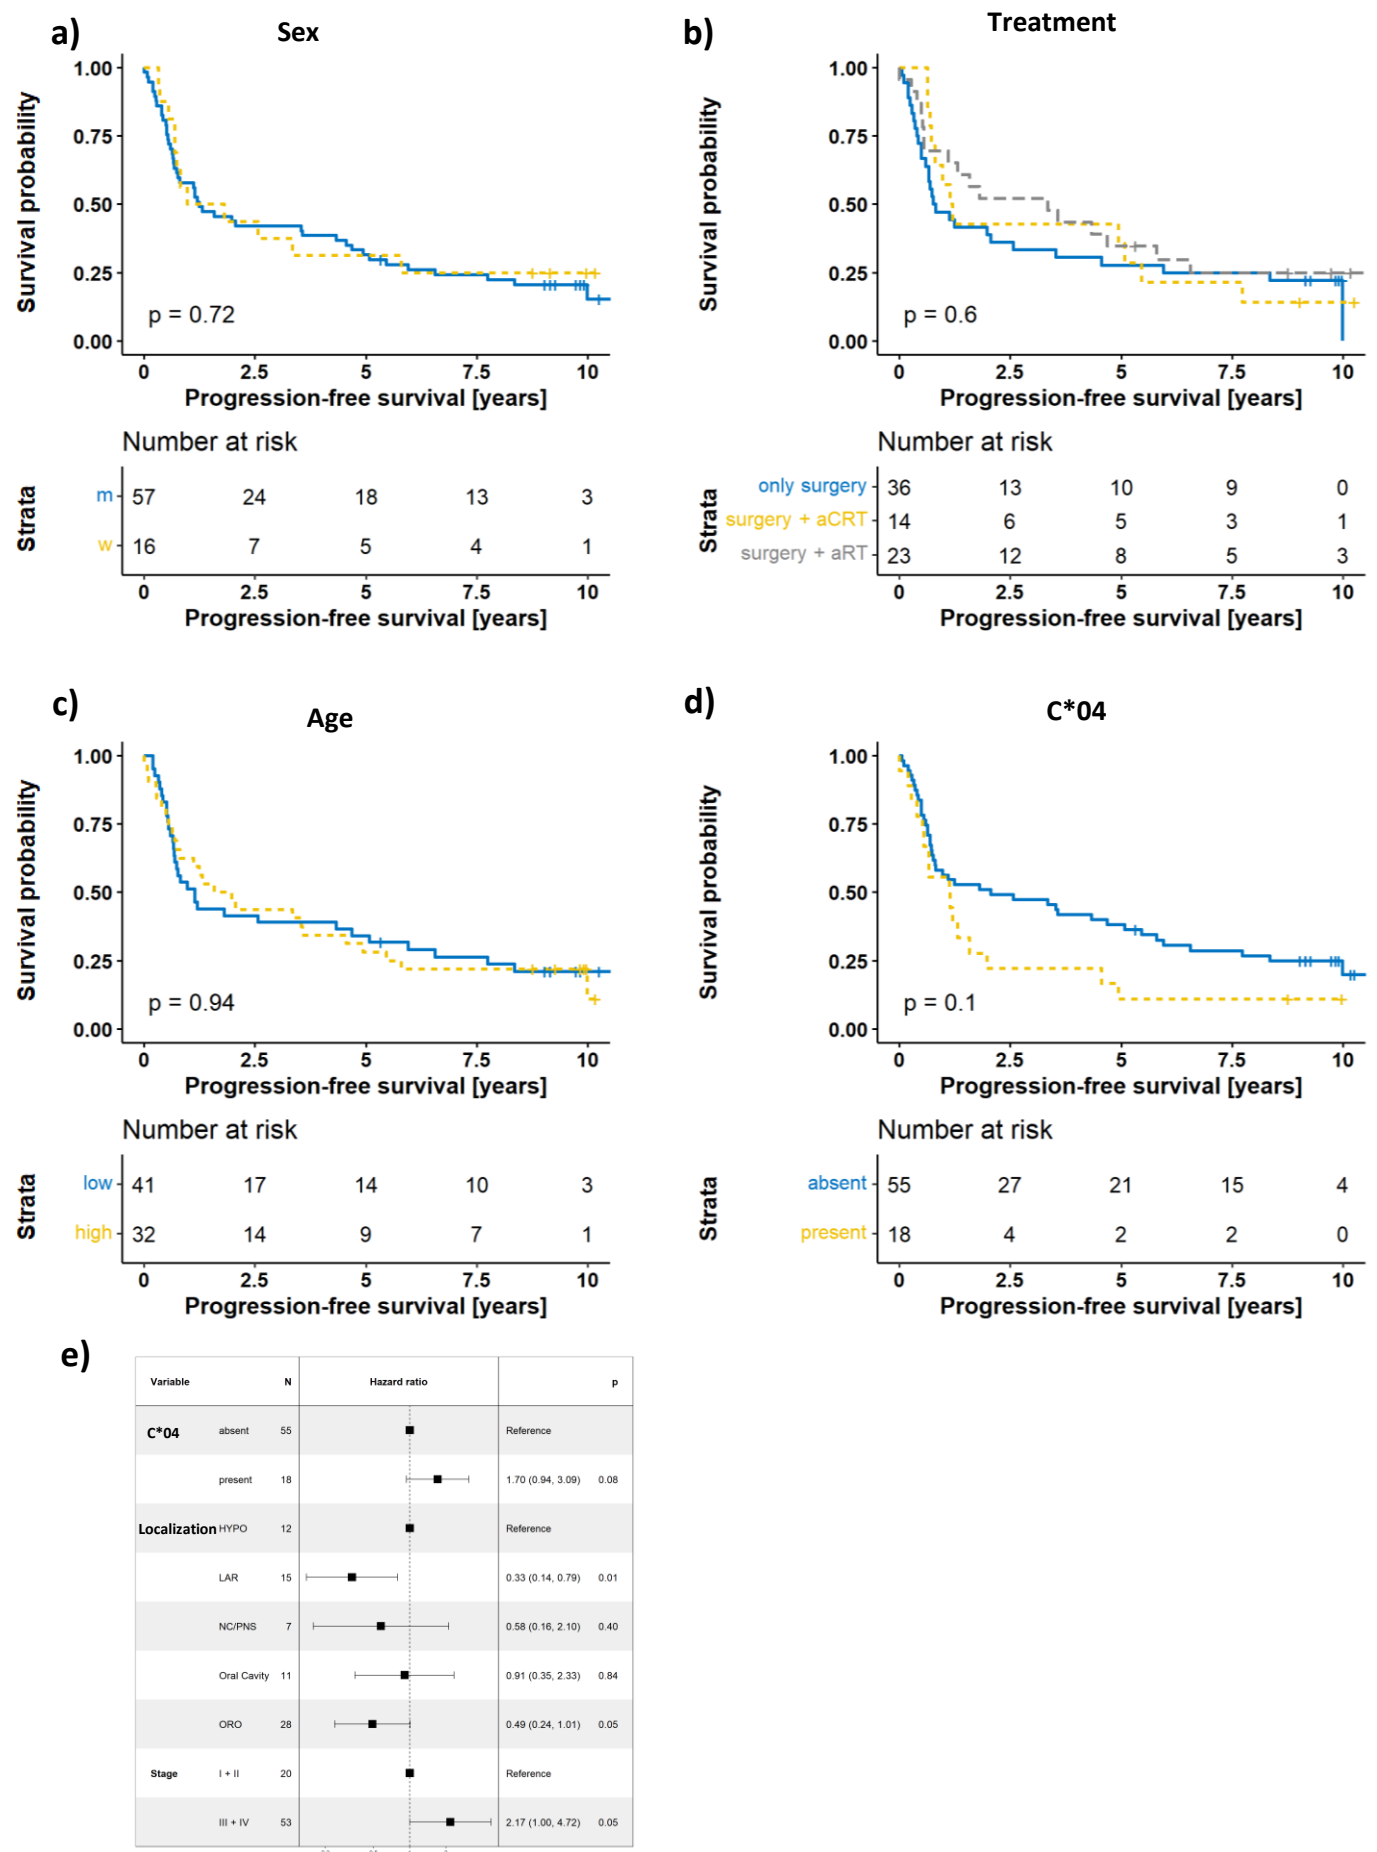 a)
Sex
Survival probability
1.00
0.75
0.50
0.25
0.00
p = 0.72
0 2.5 5 7.5 10
Progression-free survival [years]
Number at risk
Strata
m 57 24 18 13 3
w 16 7 5 4 1
0 2.5 5 7.5 10
Progression-free survival [years]
b)
Treatment
Survival probability
1.00
0.75
0.50
0.25
0.00
p = 0.6
0 2.5 5 7.5 10
Progression-free survival [years]
Number at risk
Strata
only surgery 36 13 10 9 0
surgery + aCRT 14 6 5 3 1
surgery + aRT 23 12 8 5 3
0 2.5 5 7.5 10
Progression-free survival [years]
c)
Age
Survival probability
1.00
0.75
0.50
0.25
0.00
p = 0.94
0 2.5 5 7.5 10
Progression-free survival [years]
Number at risk
Strata
low 41 17 14 10 3
high 32 14 9 7 1
0 2.5 5 7.5 10
Progression-free survival [years]
d)
C*04
Survival probability
1.00
0.75
0.50
0.25
0.00
p = 0.1
0 2.5 5 7.5 10
Progression-free survival [years]
Number at risk
Strata
absent 55 27 21 15 4
present 18 4 2 2 0
0 2.5 5 7.5 10
Progression-free survival [years]
e)
Variable N Hazard ratio p
C*04 absent 55 Reference
present 18 1.70 (0.94, 3.09) 0.08
Localization HYPO 12 Reference
LAR 15 0.33 (0.14, 0.79) 0.01
NC/PNS 7 0.58 (0.16, 2.10) 0.40
Oral Cavity 11 0.91 (0.35, 2.33) 0.84
ORO 28 0.49 (0.24, 1.01) 0.05
Stage I + II 20 Reference
III + IV 53 2.17 (1.00, 4.72) 0.05